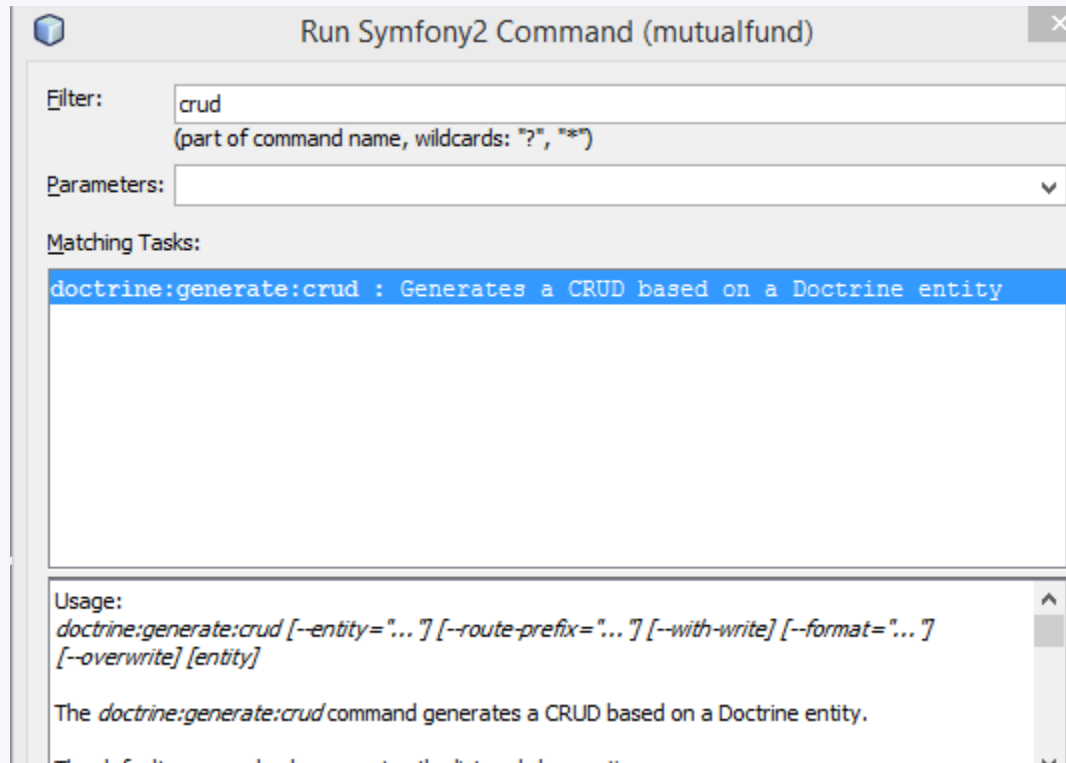 Run Symfony2 Command (mutualfund)
Filter: crud
(part of command name, wildcards: "?", "*")
Parameters:
Matching Tasks:
doctrine:generate:crud : Generates a CRUD based on a Doctrine entity
Usage:
doctrine:generate:crud [--entity="..."] [--route-prefix="..."] [--with-write] [--format="..."]
[--overwrite] [entity]
The doctrine:generate:crud command generates a CRUD based on a Doctrine entity.